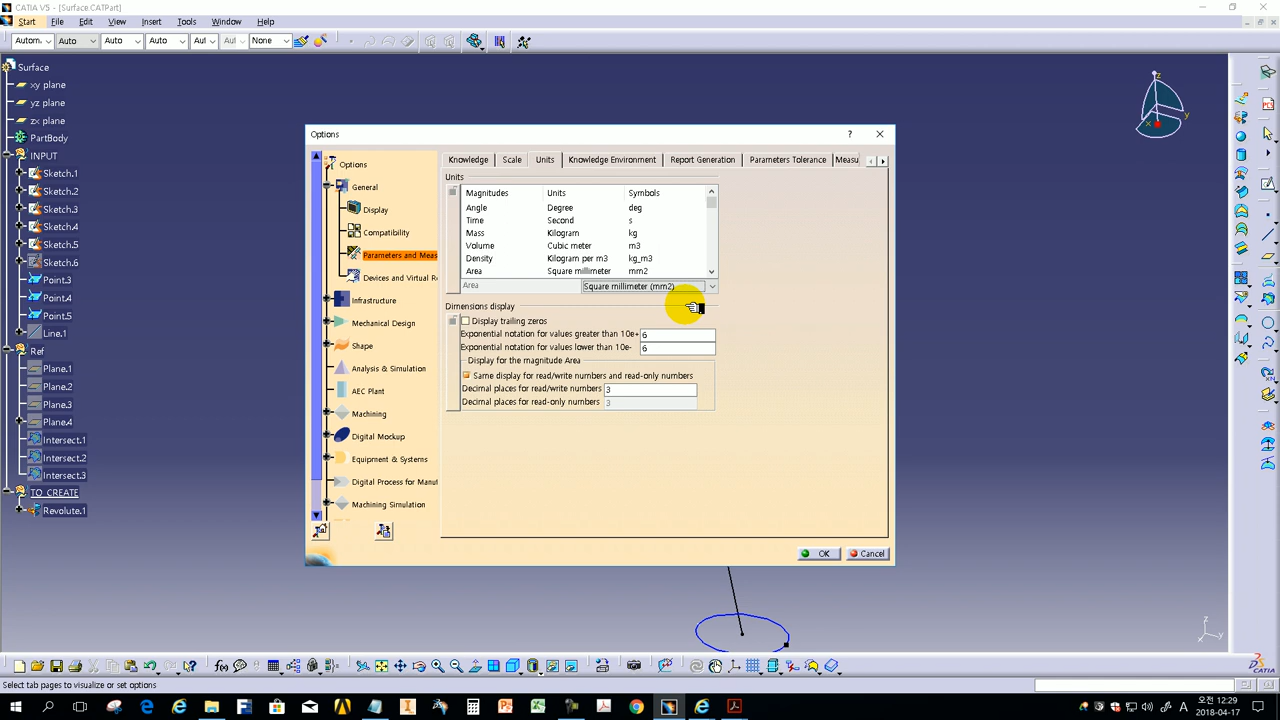 CATIA V5 - [Surface.CATPart]
Start File Edit View Insert Tools Window Help
Autom. Auto Auto Auto Aut Aut None
Surface
xy plane
yz plane
zx plane
PartBody
INPUT
Sketch.1
Sketch.2
Sketch.3
Sketch.4
Sketch.5
Sketch.6
Point.3
Point.4
Point.5
Line.1
Ref
Plane.1
Plane.2
Plane.3
Plane.4
Intersect.1
Intersect.2
Intersect.3
TO_CREATE
Revolute.1
Options
Options
General
Display
Compatibility
Parameters and Meas
Devices and Virtual Re
Infrastructure
Mechanical Design
Shape
Analysis & Simulation
AEC Plant
Machining
Digital Mockup
Equipment & Systems
Digital Process for Manuf
Machining Simulation
Knowledge Scale Units Knowledge Environment Report Generation Parameters Tolerance Measu
Units
Magnitudes Units Symbols
Angle Degree deg
Time Second s
Mass Kilogram kg
Volume Cubic meter m3
Density Kilogram per m3 kg_m3
Area Square millimeter mm2
Area Square millimeter (mm2)
Dimensions display
Display trailing zeros
Exponential notation for values greater than 10e+ 6
Exponential notation for values lower than 10e- 6
Display for the magnitude Area
Same display for read/write numbers and read-only numbers
Decimal places for read/write numbers 3
Decimal places for read-only numbers 3
OK Cancel
z
y
x
z
y
Select tab pages to visualize or set options
CATIA
A 오전 12:29
2018-04-17